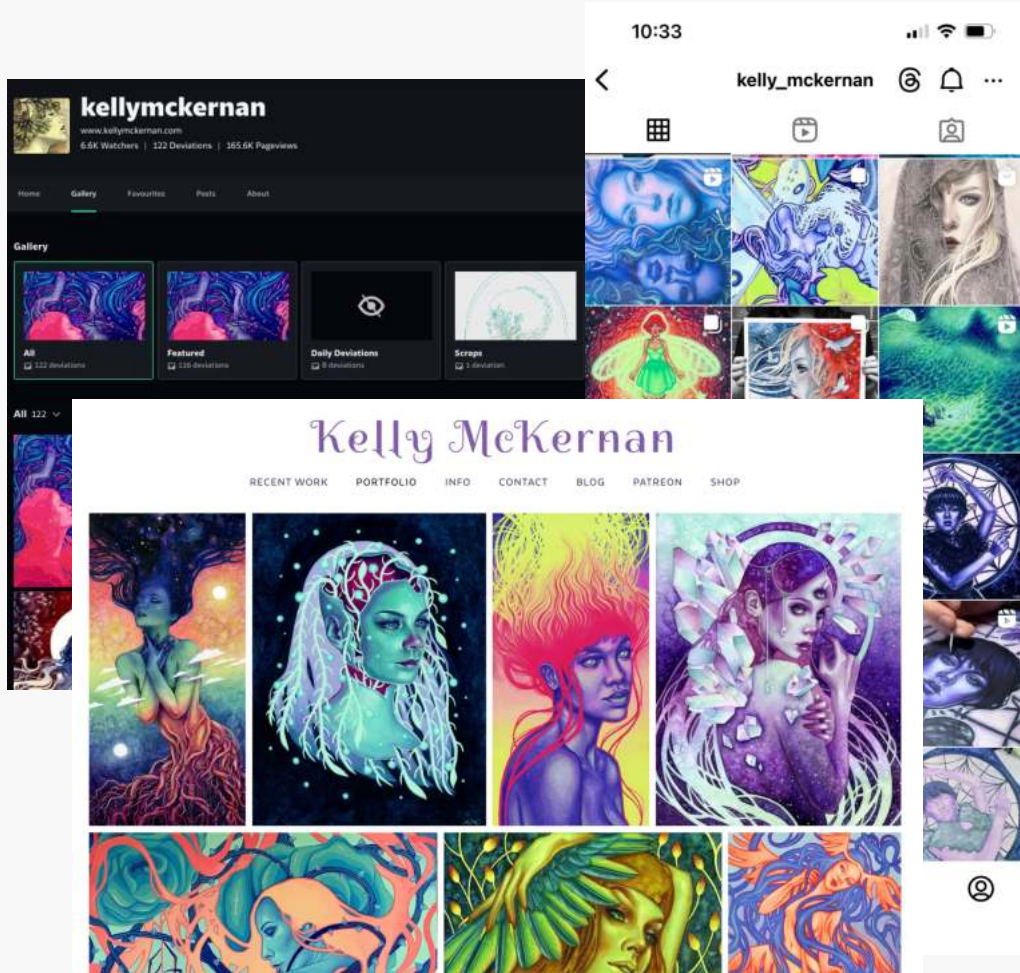 10:33
kelly_mckernan
kellymckernan
www.kellymckernan.com
6.6K Watchers | 122 Deviations | 165.6K Pageviews
Home Gallery Favourites Posts About
Gallery
All
122 deviations
Featured
116 deviations
Daily Deviations
8 deviations
Scraps
1 deviation
All 122
Kelly McKernan
RECENT WORK PORTFOLIO INFO CONTACT BLOG PATREON SHOP